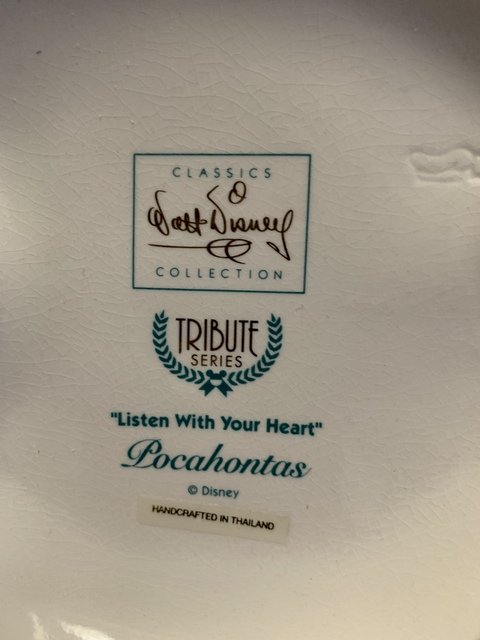 CLASSICS
Walt Disney
COLLECTION
TRIBUTE
SERIES
"Listen With Your Heart"
Pocahontas
© Disney
HANDCRAFTED IN THAILAND